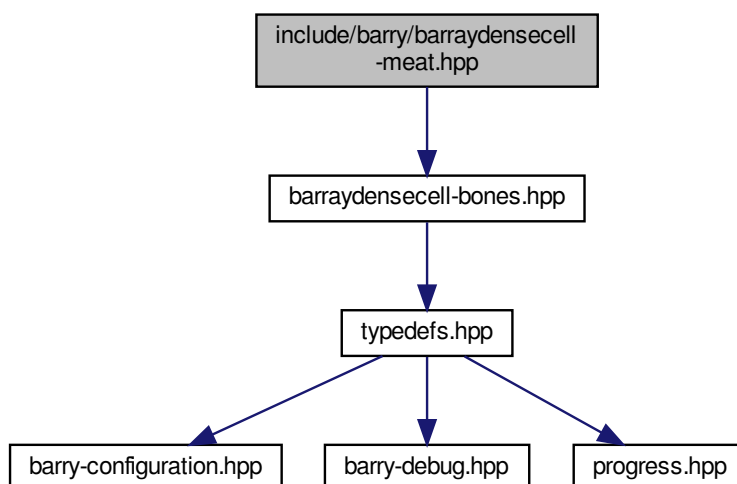 include/barry/barraydensecell
-meat.hpp
barraydensecell-bones.hpp
typedefs.hpp
barry-configuration.hpp
barry-debug.hpp
progress.hpp